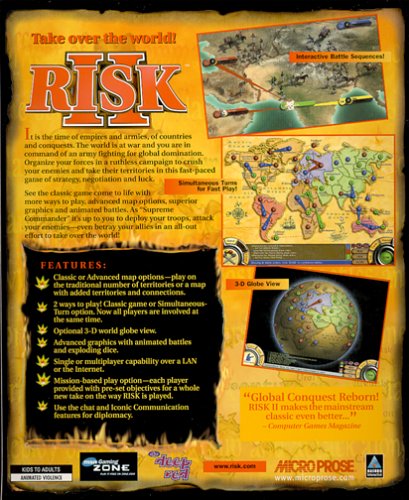 Take over the world!
RISK
II
Interactive Battle Sequences!
It is the time of empires and armies, of countries
and conquests. The world is at war and you are in
command of an army fighting for global domination.
Organize your forces in a ruthless campaign to crush
your enemies and take their territories in this fast-paced
game of strategy, negotiation and luck.
Simultaneous Turns
for Fast Play!
See the classic game come to life with
more ways to play, advanced map options, superior
graphics and animated battles. As "Supreme
Commander" it's up to you to deploy your troops, attack
your enemies—even betray your allies in an all-out
effort to take over the world!
FEATURES:
Classic or Advanced map options—play on
the traditional number of territories or a map
with added territories and connections.
2 ways to play! Classic game or Simultaneous-
Turn option. Now all players are involved at
the same time.
Optional 3-D world globe view.
Advanced graphics with animated battles
and exploding dice.
Single or multiplayer capability over a LAN
or the Internet.
Mission-based play option—each player
provided with pre-set objectives for a whole
new take on the way RISK is played.
Use the chat and Iconic Communication
features for diplomacy.
3-D Globe View
"Global Conquest Reborn!
RISK II makes the mainstream
classic even better..."
–Computer Games Magazine
KIDS TO ADULTS
ANIMATED VIOLENCE
Gaming
ZONE
deep
red
www.risk.com
MICROPROSE
www.microprose.com
HASBRO